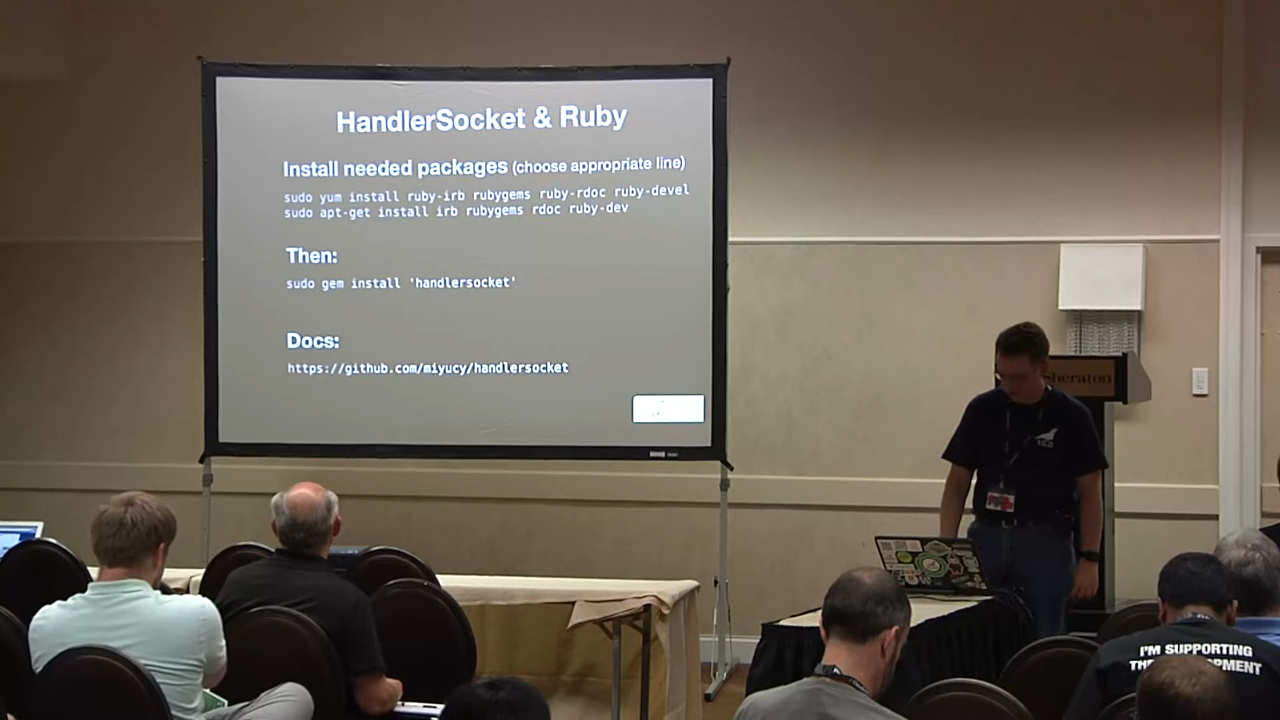 HandlerSocket & Ruby
Install needed packages (choose appropriate line)
sudo yum install ruby-irb rubygems ruby-rdoc ruby-devel
sudo apt-get install irb rubygems rdoc ruby-dev
Then:
sudo gem install 'handlersocket'
Docs:
https://github.com/miyucy/handlersocket
Sheraton
I'M SUPPORTING